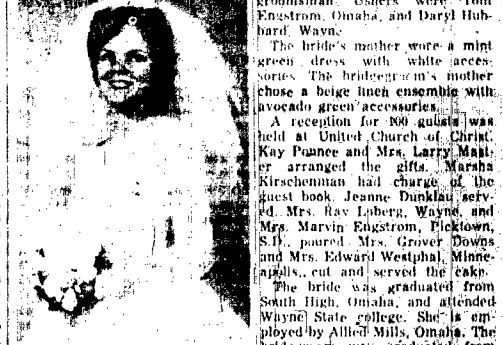 groomsman. Ushers were Tom
Engstrom, Omaha, and Daryl Hub-
bard, Wayne.
The bride's mother wore a mint
green dress with white acces-
sories. The bridegroom's mother
chose a beige linen ensemble with
avocado green accessories.
A reception for 100 guests was
held at United Church of Christ.
Kay Pounee and Mrs. Larry Mast-
er arranged the gifts. Marsha
Kirschenman had charge of the
guest book. Jeanne Dunklau serv-
ed. Mrs. Ray Loberg, Wayne, and
Mrs. Marvin Engstrom, Picktown,
S.D., poured. Mrs. Grover Downs
and Mrs. Edward Westphal, Minne-
apolis, cut and served the cake.
The bride was graduated from
South High, Omaha, and attended
Wayne State college. She is em-
ployed by Allied Mills, Omaha. The